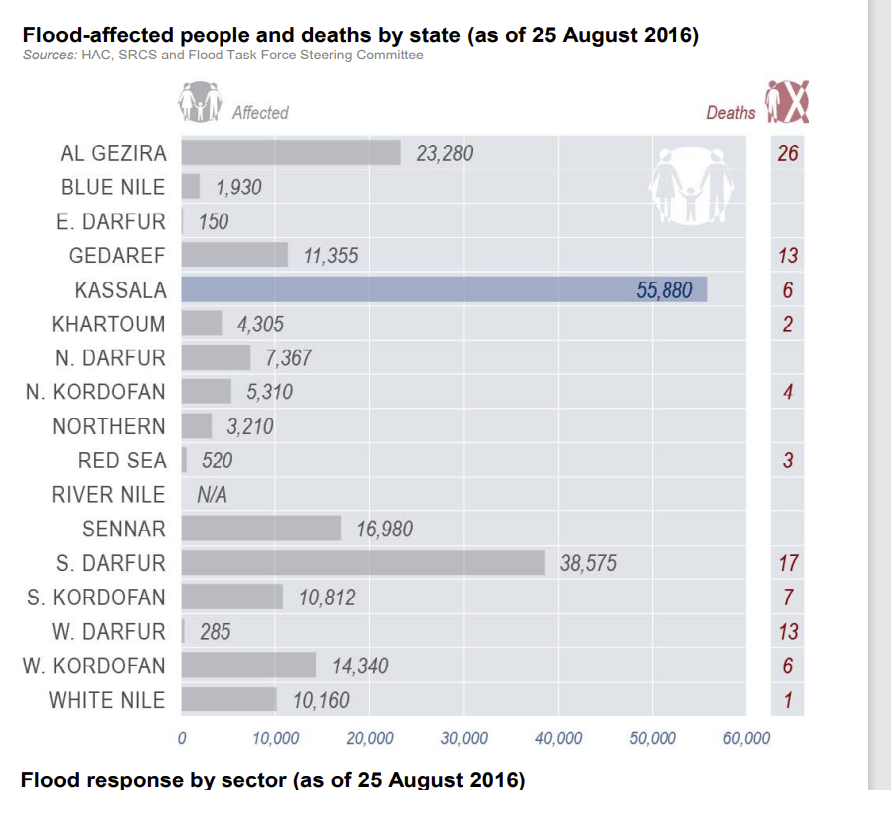 Flood-affected people and deaths by state (as of 25 August 2016)
Sources: HAC, SRCS and Flood Task Force Steering Committee
Affected Deaths
AL GEZIRA 23,280 26
BLUE NILE 1,930
E. DARFUR 150
GEDAREF 11,355 13
KASSALA 55,880 6
KHARTOUM 4,305 2
N. DARFUR 7,367
N. KORDOFAN 5,310 4
NORTHERN 3,210
RED SEA 520 3
RIVER NILE N/A
SENNAR 16,980
S. DARFUR 38,575 17
S. KORDOFAN 10,812 7
W. DARFUR 285 13
W. KORDOFAN 14,340 6
WHITE NILE 10,160 1
0 10,000 20,000 30,000 40,000 50,000 60,000
Flood response by sector (as of 25 August 2016)